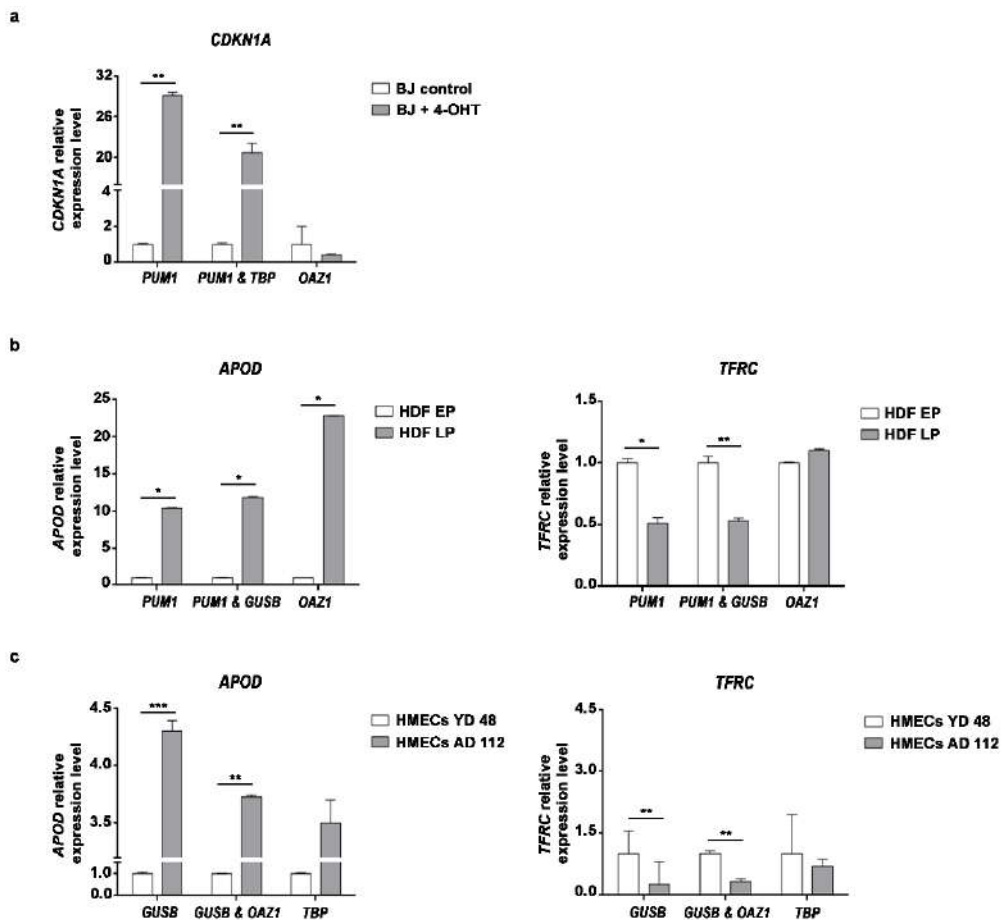 a
CDKN1A
CDKN1A relative
expression level
32
26
20
4
2
0
**
**
PUM1
PUM1 & TBP
OAZ1
BJ control
BJ + 4-OHT
b
APOD
APOD relative
expression level
25
20
15
10
5
0
*
*
*
PUM1
PUM1 & GUSB
OAZ1
HDF EP
HDF LP
TFRC
TFRC relative
expression level
1.5
1.0
0.5
0.0
*
**
PUM1
PUM1 & GUSB
OAZ1
HDF EP
HDF LP
c
APOD
APOD relative
expression level
4.5
4.0
3.5
1.0
0.0
***
**
GUSB
GUSB & OAZ1
TBP
HMECs YD 48
HMECs AD 112
TFRC
TFRC relative
expression level
4.5
3.0
1.5
0.0
**
**
GUSB
GUSB & OAZ1
TBP
HMECs YD 48
HMECs AD 112